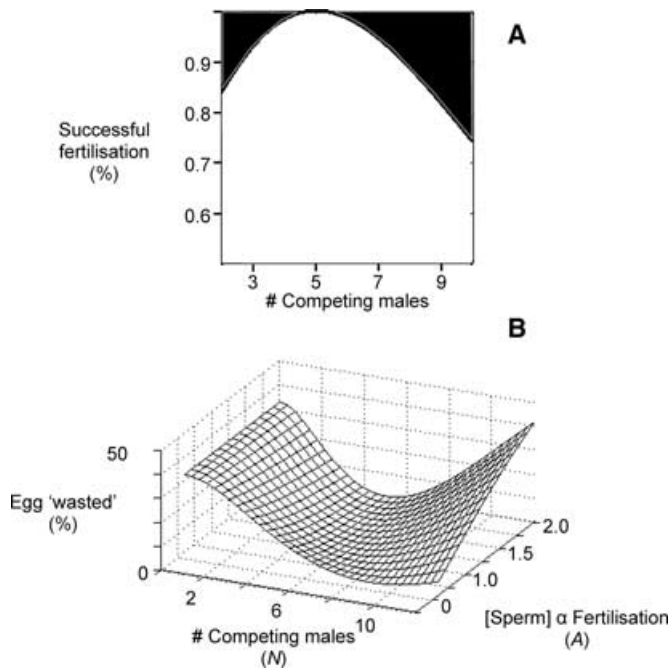 A
0.9
0.8
0.7
0.6
Successful
fertilisation
(%)
3 5 7 9
# Competing males
B
50
0
Egg ‘wasted’
(%)
2 6 10
# Competing males
(N)
0 1.0 1.5 2.0
[Sperm] α Fertilisation
(A)